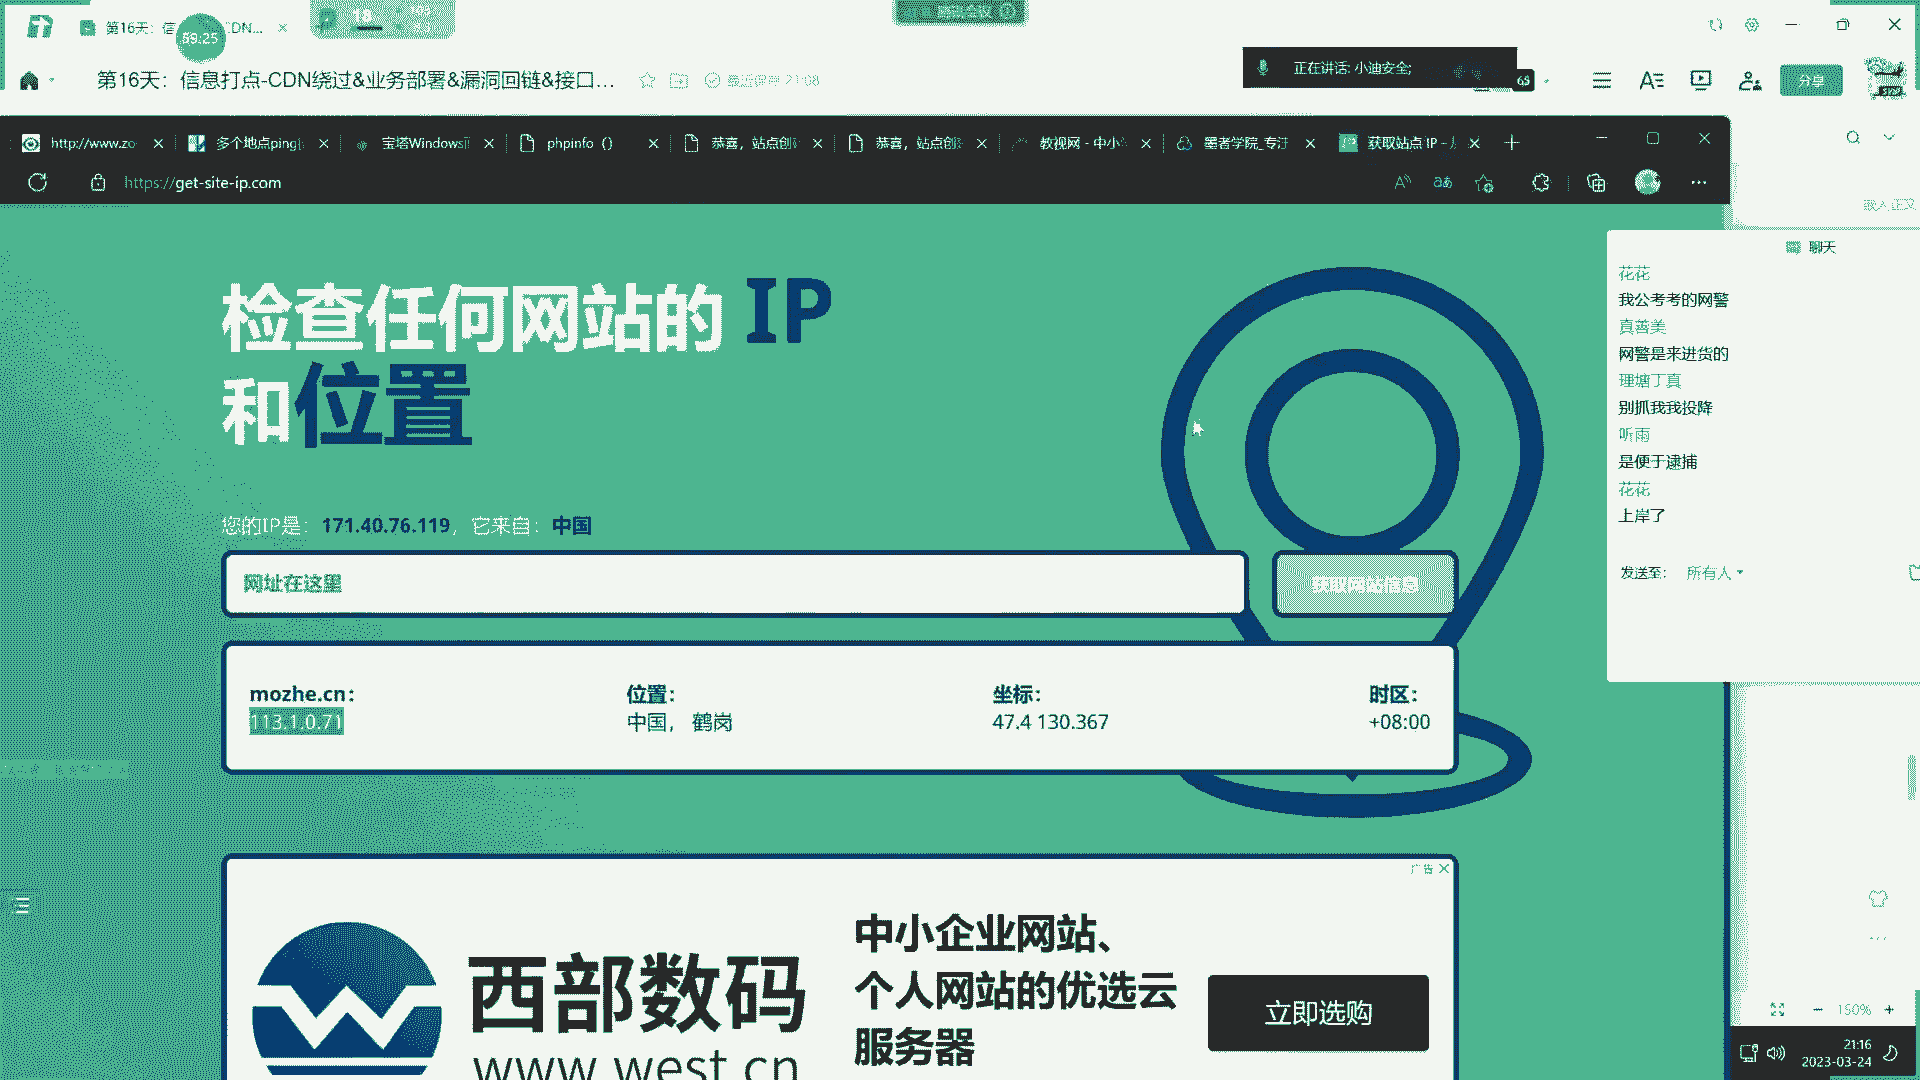 第16天：信
CDN...
59:25
第16天：信息打点-CDN绕过&业务部署&漏洞回链&接口...
最近保存 21:08
正在讲话: 小迪安全;
分享
http://www.zo
多个地点ping
宝塔Windows
phpinfo ()
恭喜，站点创
恭喜，站点创
教视网 - 中小
墨者学院_专注
获取站点 IP -
https://get-site-ip.com
检查任何网站的 IP
和位置
您的IP是：171.40.76.119，它来自：中国
网址在这里
获取网站信息
mozhe.cn：
113.1.0.71
位置：
中国， 鹤岗
坐标：
47.4 130.367
时区：
+08:00
广告
西部数码
www.west.cn
中小企业网站、
个人网站的优选云
服务器
立即选购
聊天
花花
我公考考的网警
真善美
网警是来进货的
理塘丁真
别抓我我投降
听雨
是便于逮捕
花花
上岸了
发送至： 所有人
150%
21:16
2023-03-24